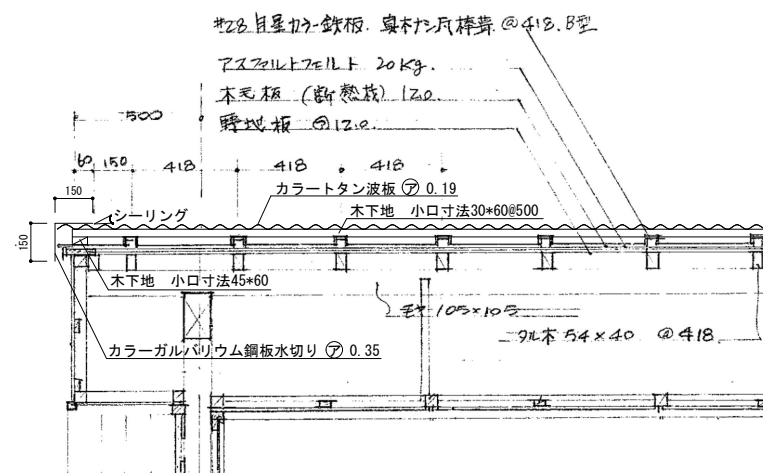 #28 目星カラー鉄板. 真木ナシ瓦棒葺. @418. B型
アスファルトフェルト 20kg.
木毛板 (断熱材) 12.0.
野地板 ㋐12.0.
500
60 150 418 418 418
150
カラートタン波板 ㋐ 0.19
シーリング
木下地 小口寸法30*60@500
150
木下地 小口寸法45*60
モヤ 105×105
タル木 54×40 @418
カラーガルバリウム鋼板水切り ㋐ 0.35